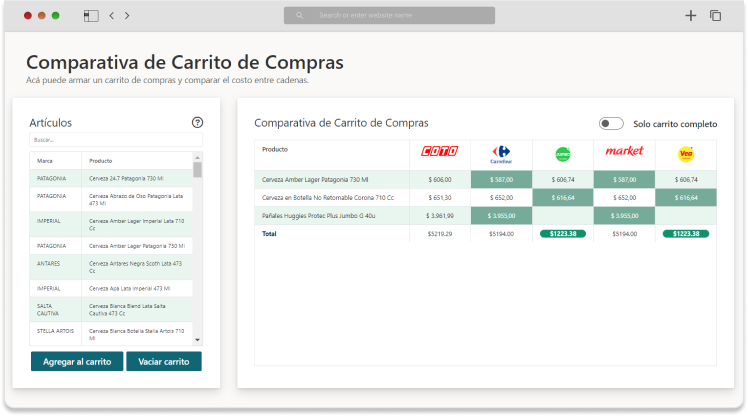 Search or enter website name
Comparativa de Carrito de Compras
Acá puede armar un carrito de compras y comparar el costo entre cadenas.
Artículos
?
Buscar...
Marca Producto
PATAGONIA Cerveza 24.7 Patagonia 730 Ml
PATAGONIA Cerveza Abrazo de Oso Patagonia Lata
473 Ml
IMPERIAL Cerveza Amber Lager Imperial Lata 710
Cc
PATAGONIA Cerveza Amber Lager Patagonia 730 Ml
ANTARES Cerveza Antares Negra Scoth Lata 473
Cc
IMPERIAL Cerveza Apa Lata Imperial 473 Ml
SALTA Cerveza Blanca Blend Lata Salta
CAUTIVA Cautiva 473 Cc
STELLA ARTOIS Cerveza Blanca Botella Stella Artois 710
Ml
Agregar al carrito Vaciar carrito
Comparativa de Carrito de Compras
Solo carrito completo
Producto COTO Carrefour market Vea
Cerveza Amber Lager Patagonia 730 Ml $ 606,00 $ 587,00 $ 606,74 $ 587,00 $ 606,74
Cerveza en Botella No Retornable Corona 710 Cc $ 651,30 $ 652,00 $ 616,64 $ 652,00 $ 616,64
Pañales Huggies Protec Plus Jumbo G 40u $ 3.961,99 $ 3.955,00 $ 3.955,00
Total $5219.29 $5194.00 $1223.38 $5194.00 $1223.38